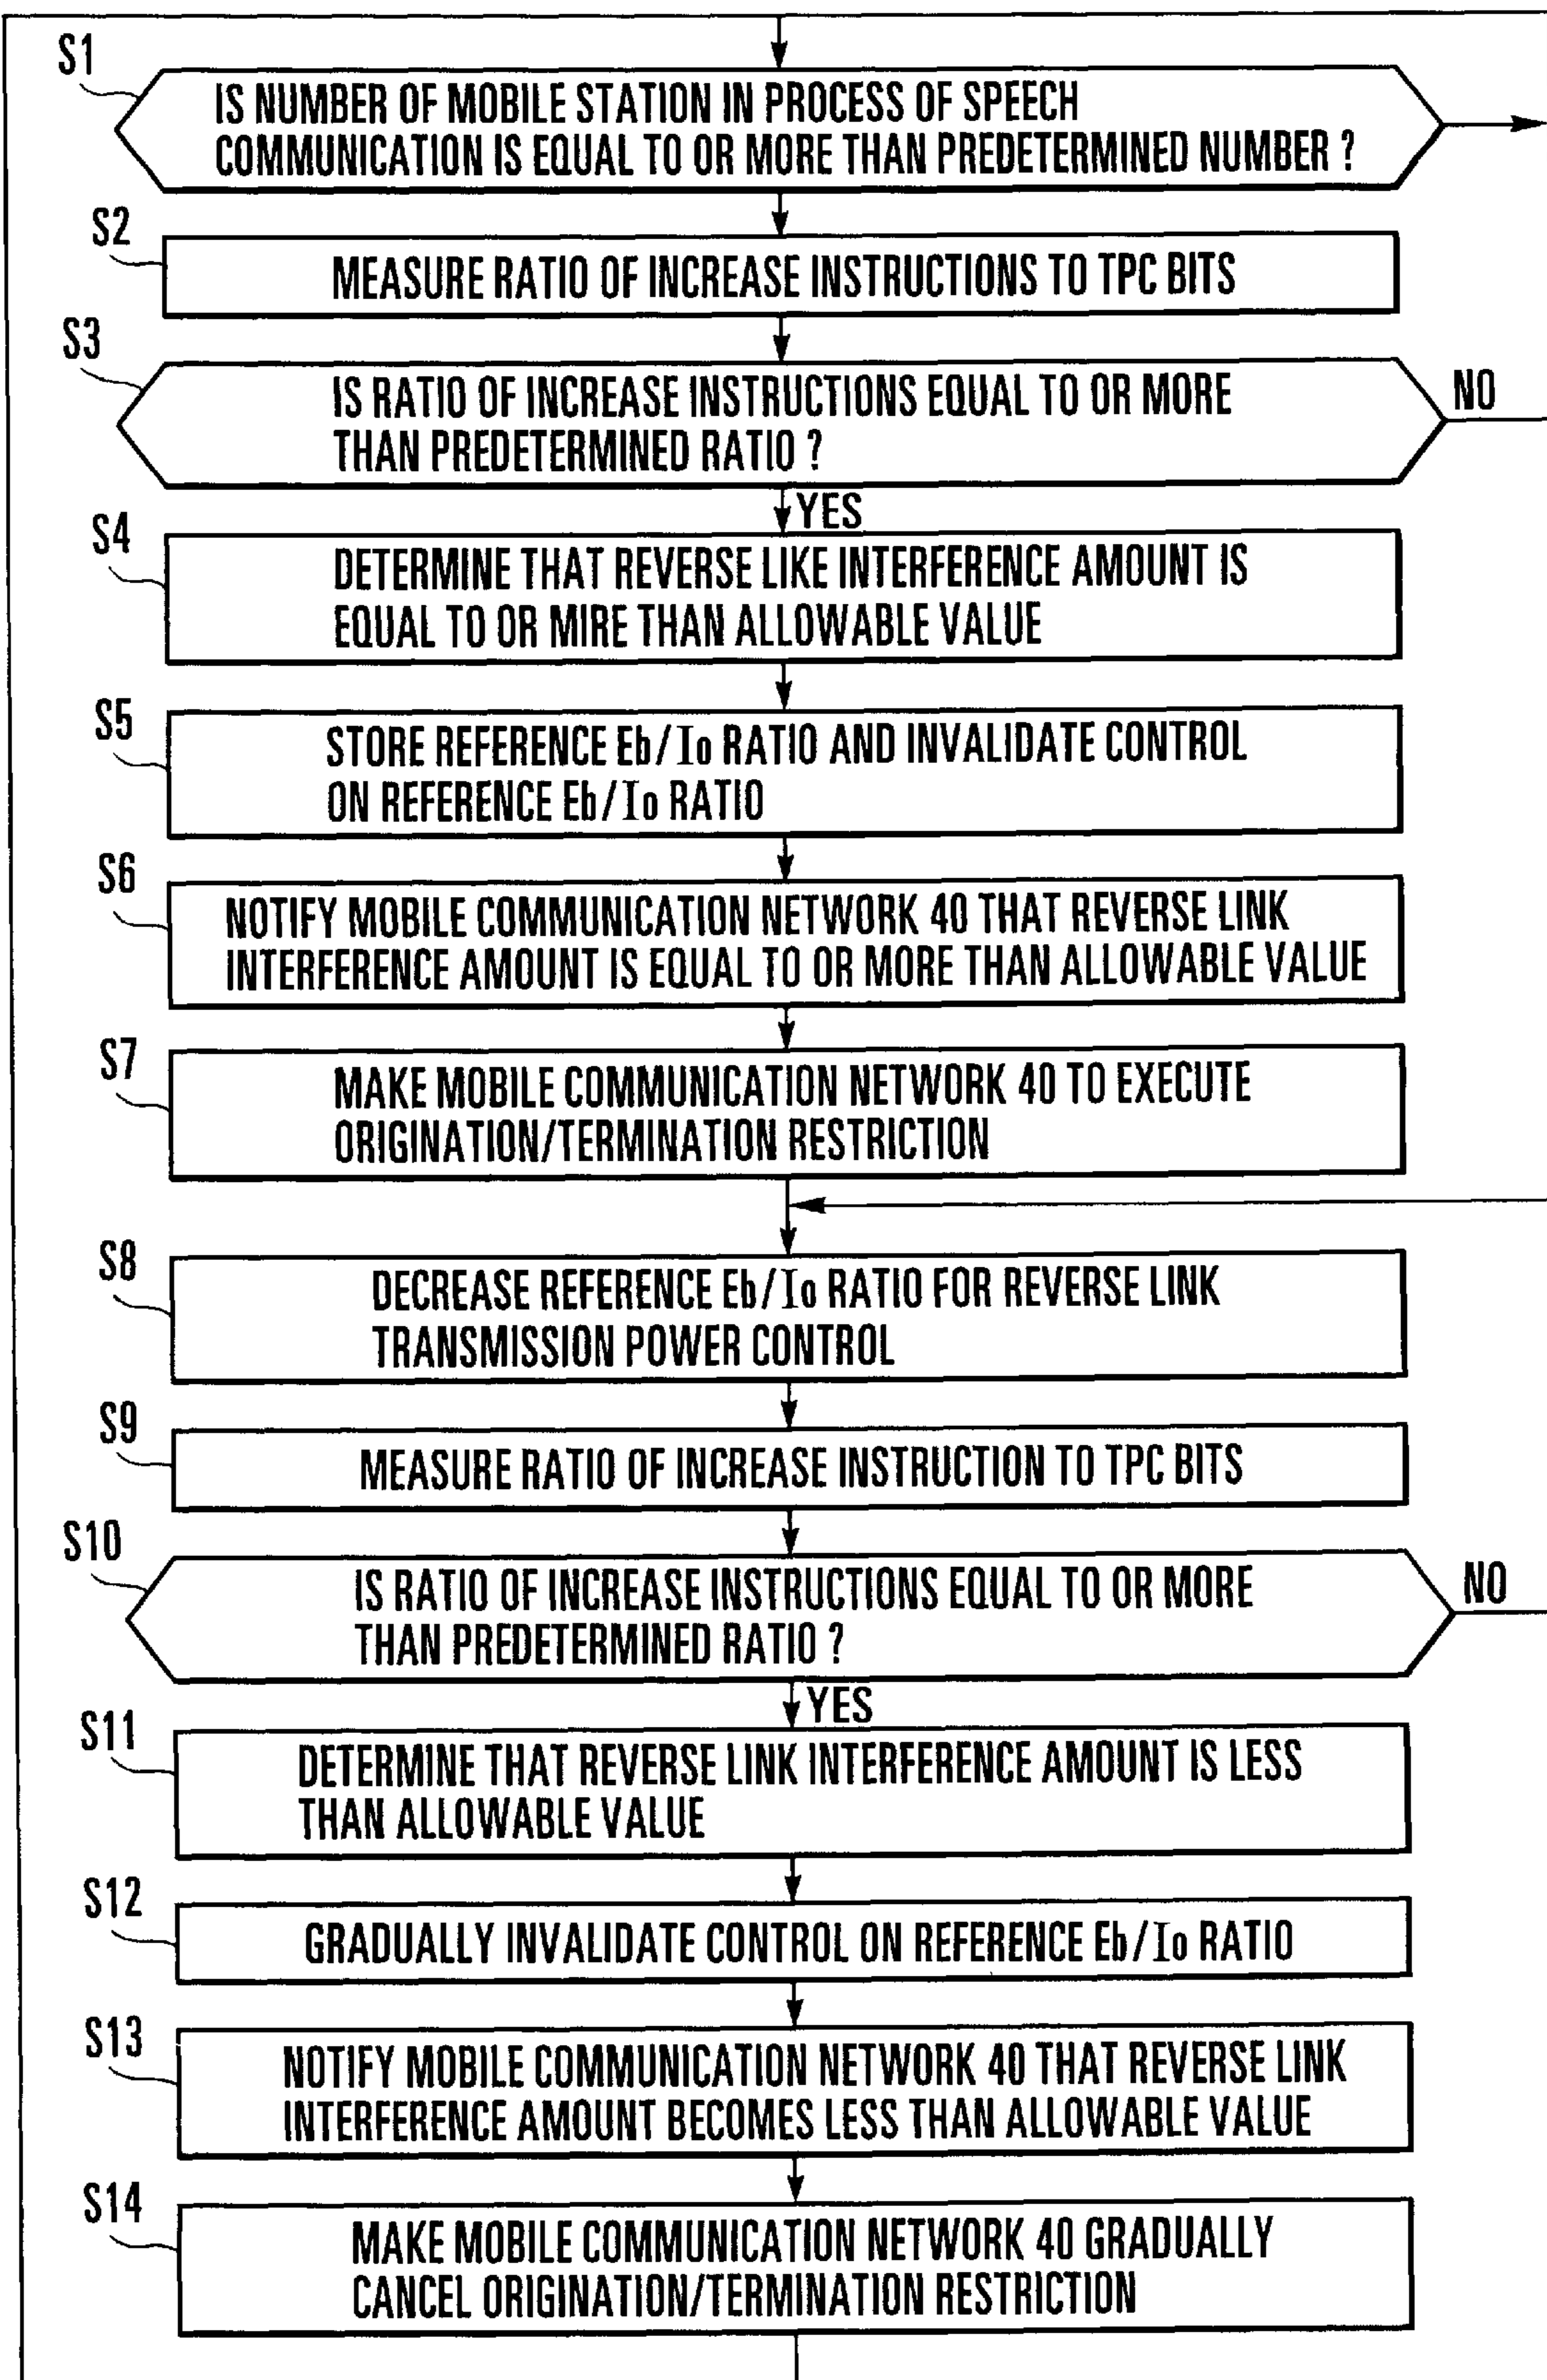 S1
IS NUMBER OF MOBILE STATION IN PROCESS OF SPEECH
COMMUNICATION IS EQUAL TO OR MORE THAN PREDETERMINED NUMBER ?
S2
MEASURE RATIO OF INCREASE INSTRUCTIONS TO TPC BITS
S3
IS RATIO OF INCREASE INSTRUCTIONS EQUAL TO OR MORE
THAN PREDETERMINED RATIO ?
NO
YES
S4
DETERMINE THAT REVERSE LIKE INTERFERENCE AMOUNT IS
EQUAL TO OR MIRE THAN ALLOWABLE VALUE
S5
STORE REFERENCE Eb/Io RATIO AND INVALIDATE CONTROL
ON REFERENCE Eb/Io RATIO
S6
NOTIFY MOBILE COMMUNICATION NETWORK 40 THAT REVERSE LINK
INTERFERENCE AMOUNT IS EQUAL TO OR MORE THAN ALLOWABLE VALUE
S7
MAKE MOBILE COMMUNICATION NETWORK 40 TO EXECUTE
ORIGINATION/TERMINATION RESTRICTION
S8
DECREASE REFERENCE Eb/Io RATIO FOR REVERSE LINK
TRANSMISSION POWER CONTROL
S9
MEASURE RATIO OF INCREASE INSTRUCTION TO TPC BITS
S10
IS RATIO OF INCREASE INSTRUCTIONS EQUAL TO OR MORE
THAN PREDETERMINED RATIO ?
NO
YES
S11
DETERMINE THAT REVERSE LINK INTERFERENCE AMOUNT IS LESS
THAN ALLOWABLE VALUE
S12
GRADUALLY INVALIDATE CONTROL ON REFERENCE Eb/Io RATIO
S13
NOTIFY MOBILE COMMUNICATION NETWORK 40 THAT REVERSE LINK
INTERFERENCE AMOUNT BECOMES LESS THAN ALLOWABLE VALUE
S14
MAKE MOBILE COMMUNICATION NETWORK 40 GRADUALLY
CANCEL ORIGINATION/TERMINATION RESTRICTION